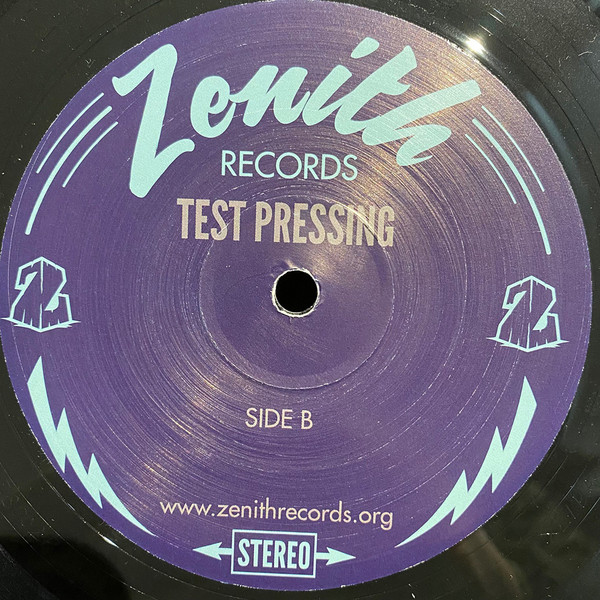 Zenith
RECORDS
TEST PRESSING
Z
Z
SIDE B
www.zenithrecords.org
STEREO